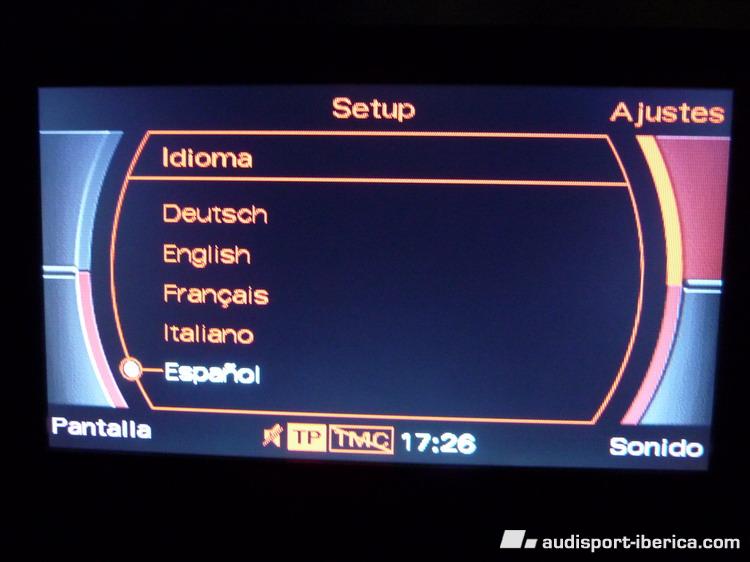 Setup
Ajustes
Idioma
Deutsch
English
Français
Italiano
Español
Pantalla
TP TMC 17:26
Sonido
audisport-iberica.com